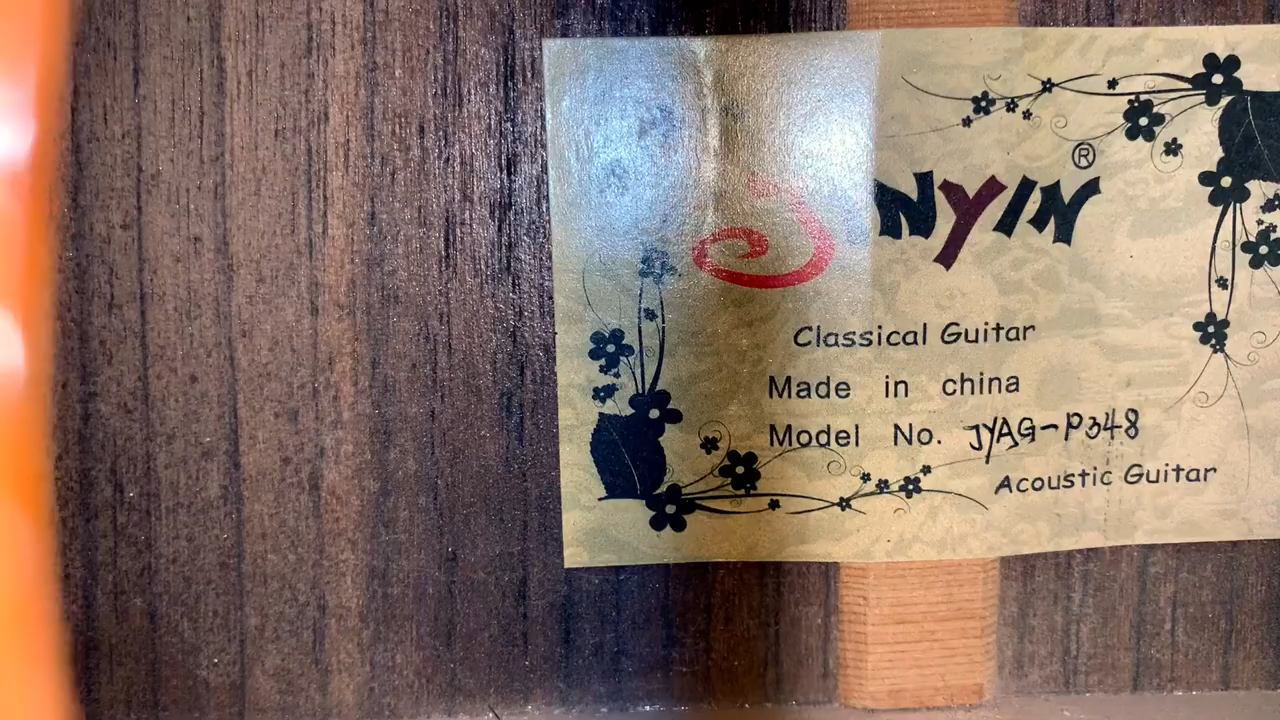 NYIN®
Classical Guitar
Made in china
Model No. JYAG-P348
Acoustic Guitar